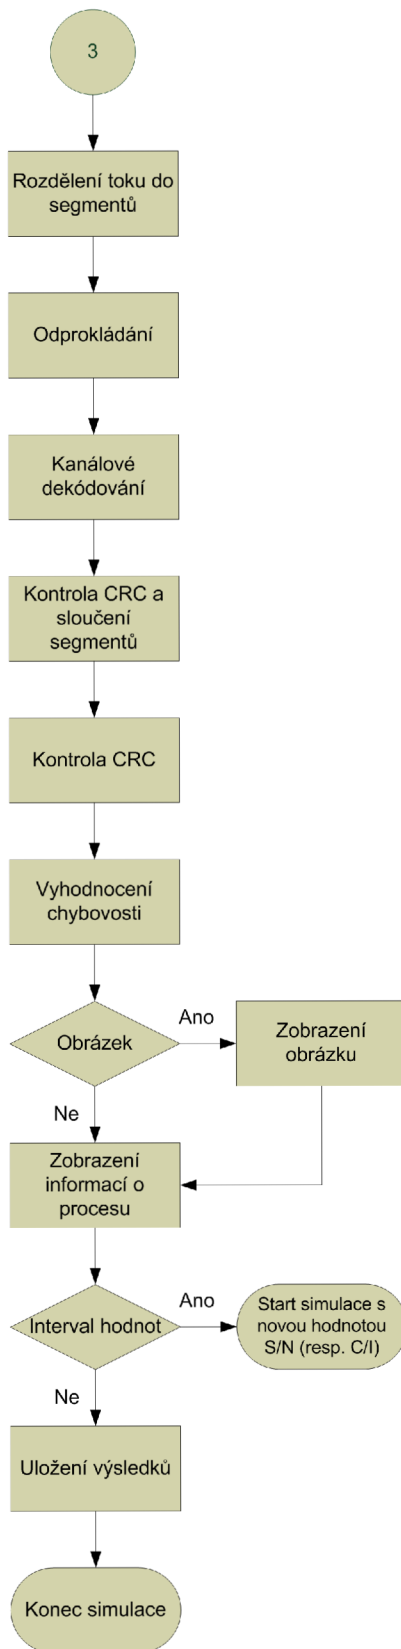 3
Rozdělení toku do
segmentů
Odprokládání
Kanálové
dekódování
Kontrola CRC a
sloučení
segmentů
Kontrola CRC
Vyhodnocení
chybovosti
Obrázek
Ano
Zobrazení
obrázku
Ne
Zobrazení
informací o
procesu
Interval hodnot
Ano
Start simulace s
novou hodnotou
S/N (resp. C/I)
Ne
Uložení výsledků
Konec simulace